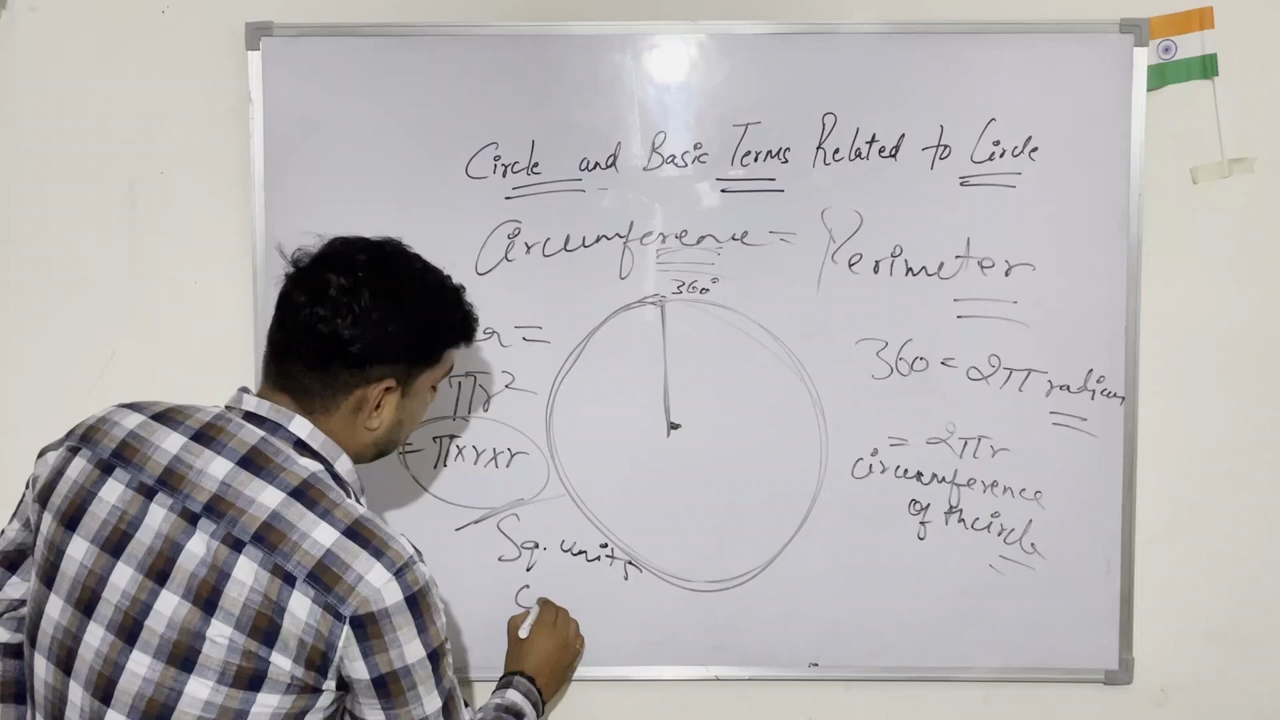 Circle and Basic Terms Related to Circle
Circumference = Perimeter
360°
r =
πr²
= π×r×r
Sq. units
C
360 = 2π radian
= 2πr
circumference
of the circle